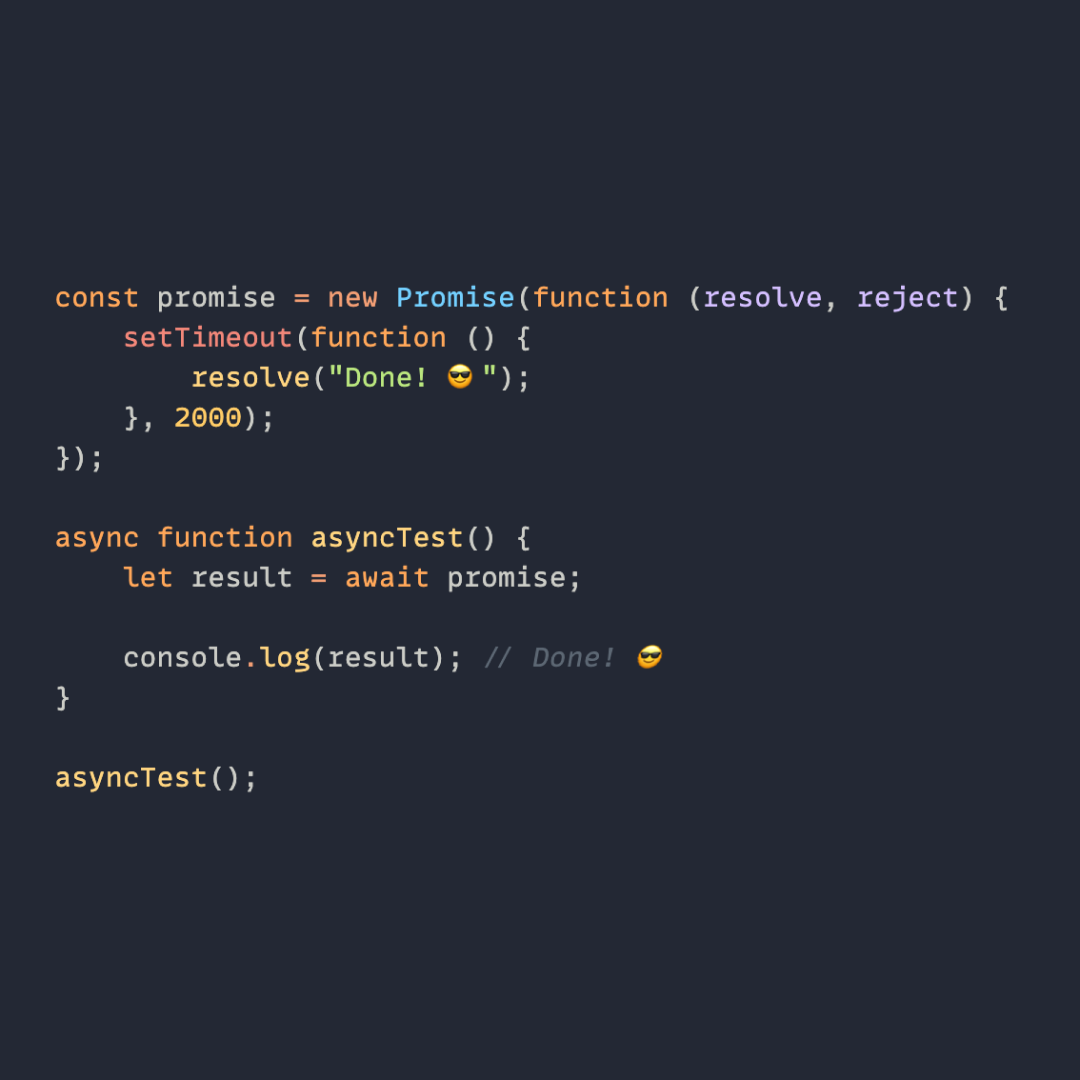 const promise = new Promise(function (resolve, reject) {
    setTimeout(function () {
        resolve("Done! 😎 ");
    }, 2000);
});

async function asyncTest() {
    let result = await promise;

    console.log(result); // Done! 😎
}

asyncTest();